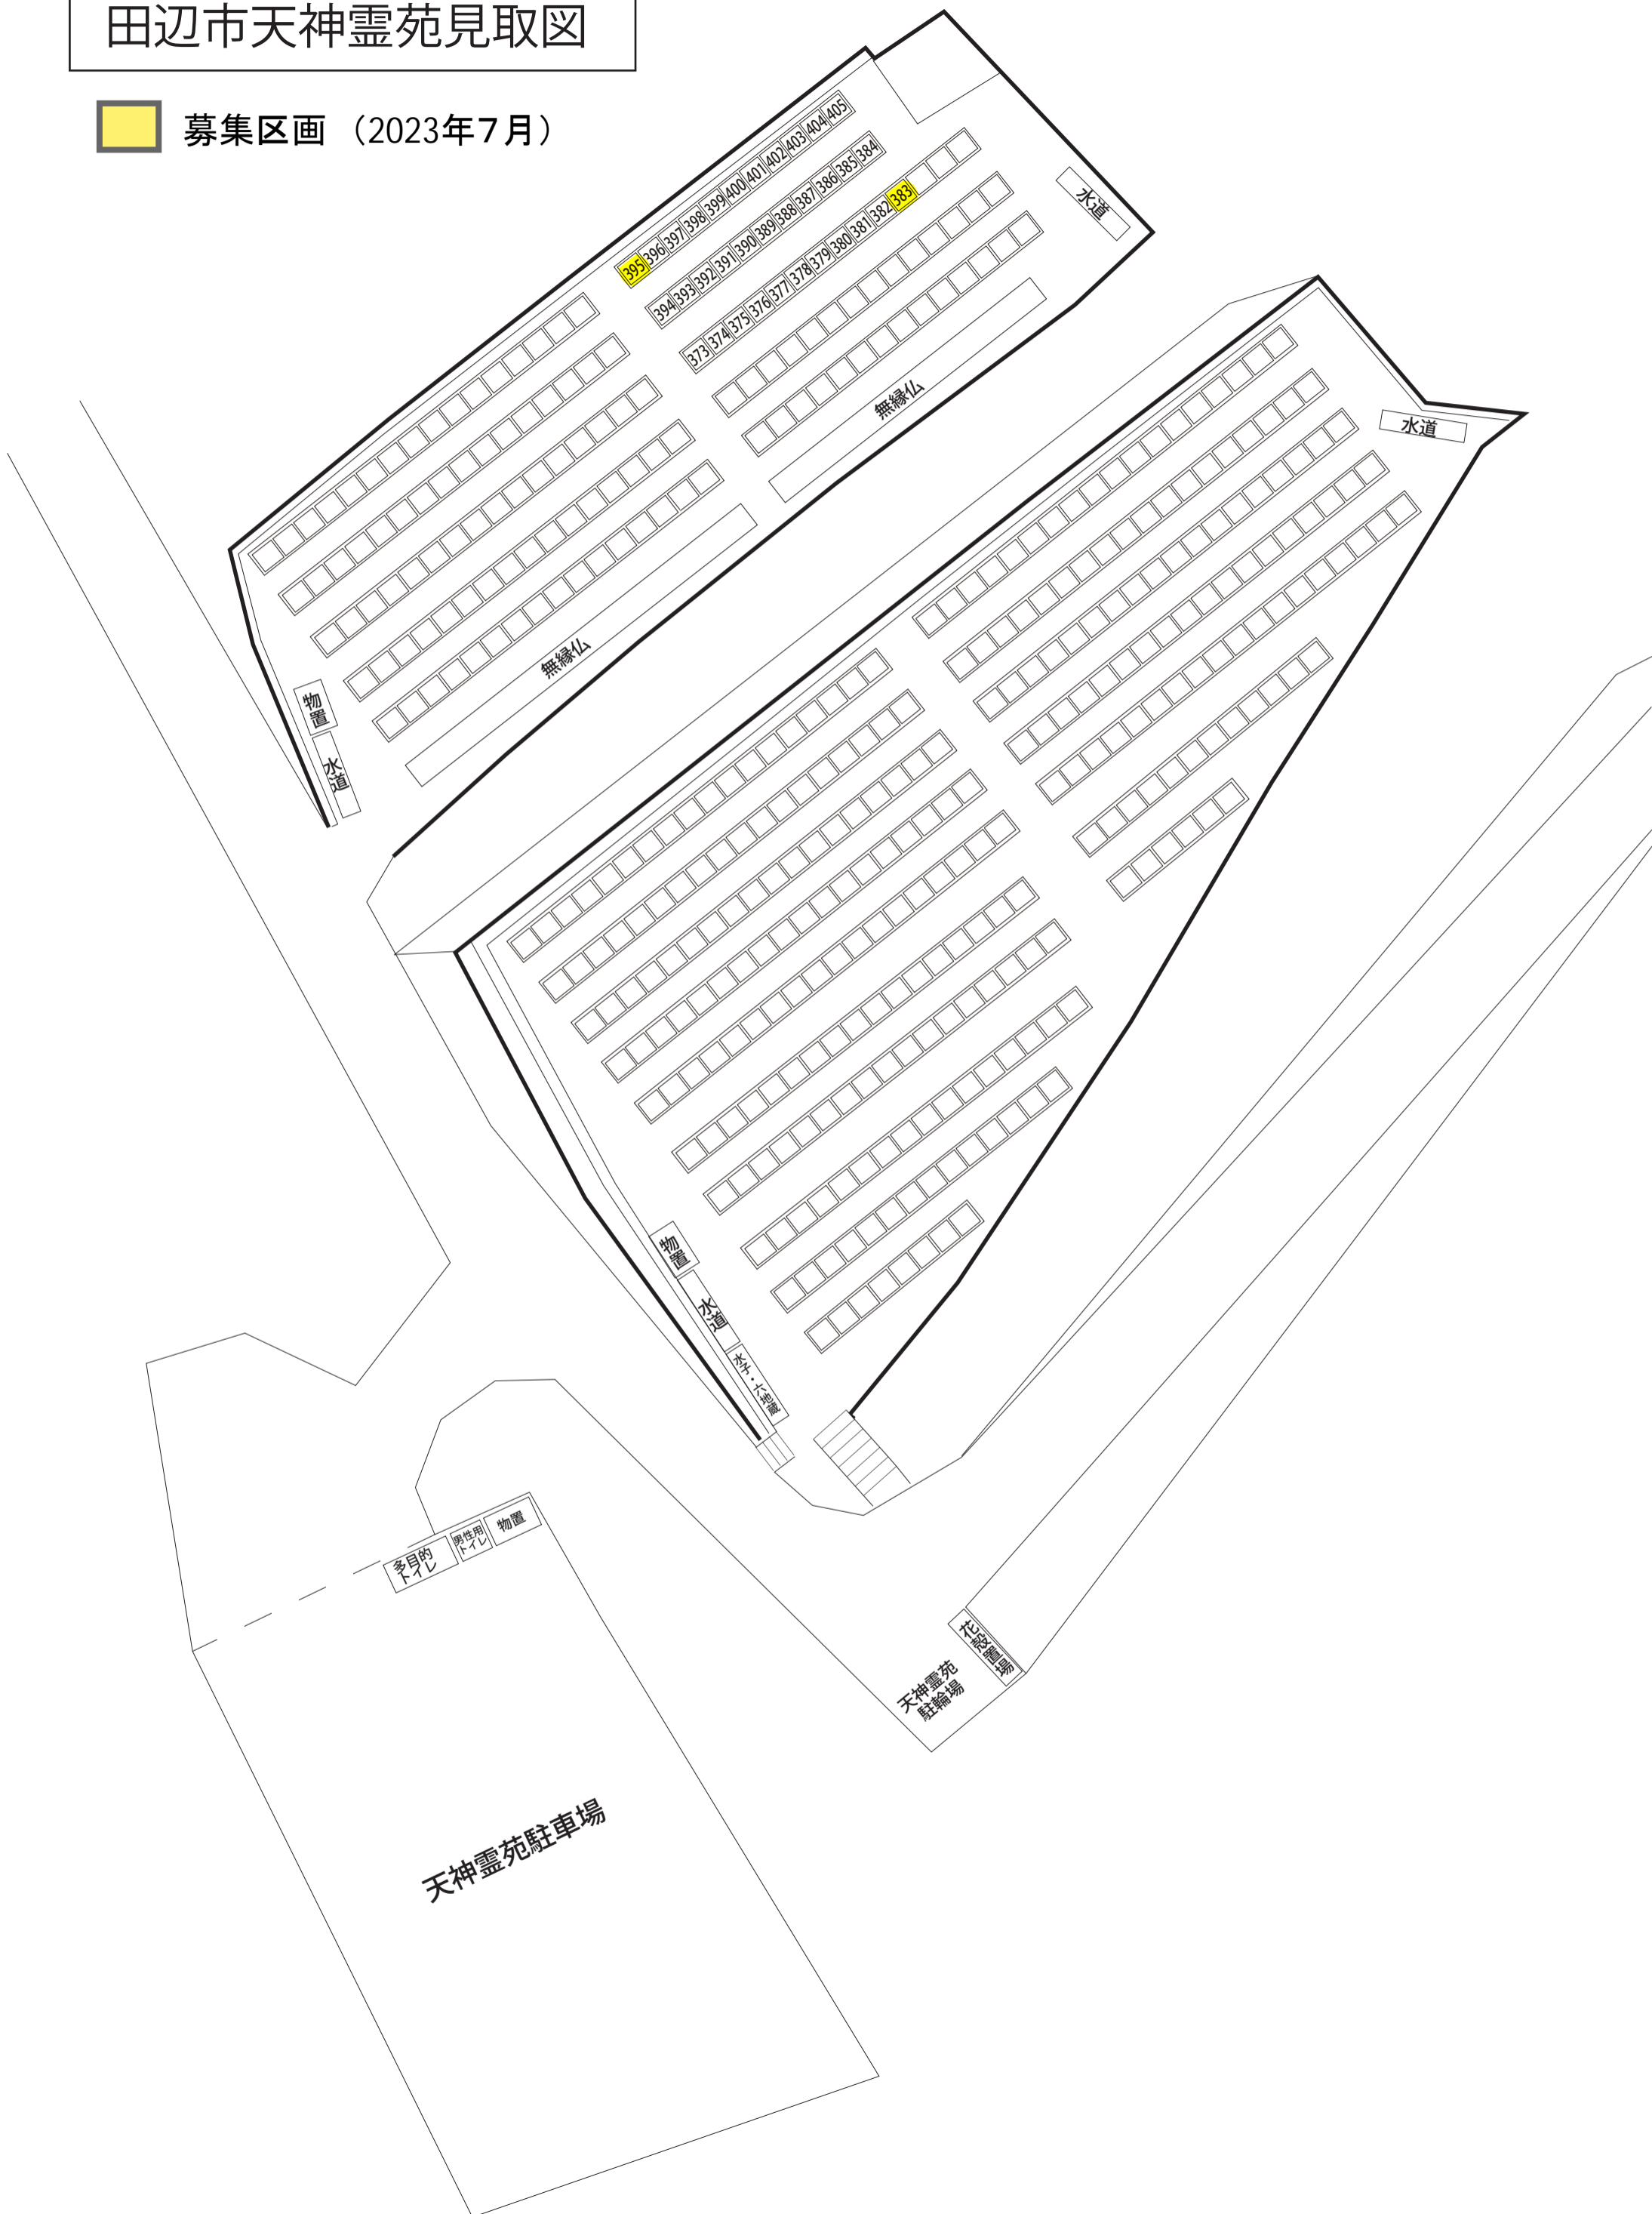 田辺市天神霊苑見取図
募集区画（2023年７月）
395 396 397 398 399 400 401 402 403 404 405
394 393 392 391 390 389 388 387 386 385 384
373 374 375 376 377 378 379 380 381 382 383
水道
無縁仏
水道
無縁仏
物置
水道
物置
水道
水子・六地蔵
多目的
トイレ
男性用
トイレ
物置
花殻置場
天神霊苑
駐輪場
天神霊苑駐車場